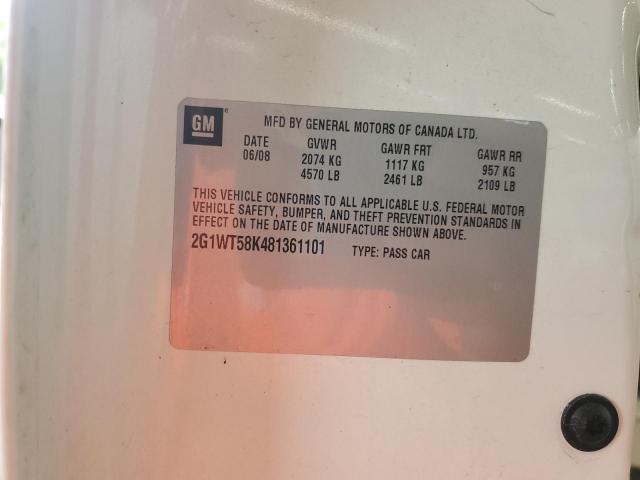 GM ®
MFD BY GENERAL MOTORS OF CANADA LTD.
DATE GVWR GAWR FRT GAWR RR
06/08 2074 KG 1117 KG 957 KG
4570 LB 2461 LB 2109 LB
THIS VEHICLE CONFORMS TO ALL APPLICABLE U.S. FEDERAL MOTOR
VEHICLE SAFETY, BUMPER, AND THEFT PREVENTION STANDARDS IN
EFFECT ON THE DATE OF MANUFACTURE SHOWN ABOVE.
2G1WT58K481361101 TYPE: PASS CAR